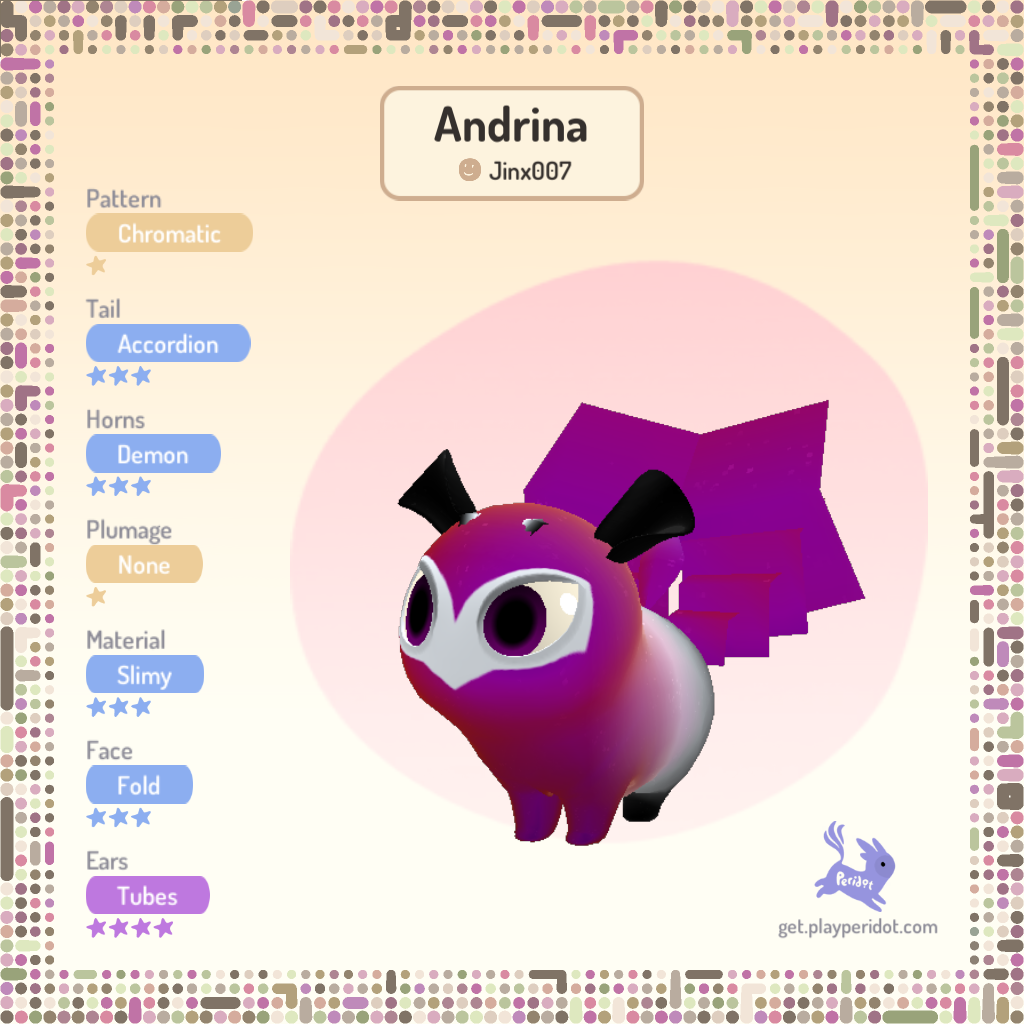 Andrina
Jinx007
Pattern
Chromatic
Tail
Accordion
Horns
Demon
Plumage
None
Material
Slimy
Face
Fold
Ears
Tubes
Peridot
get.playperidot.com